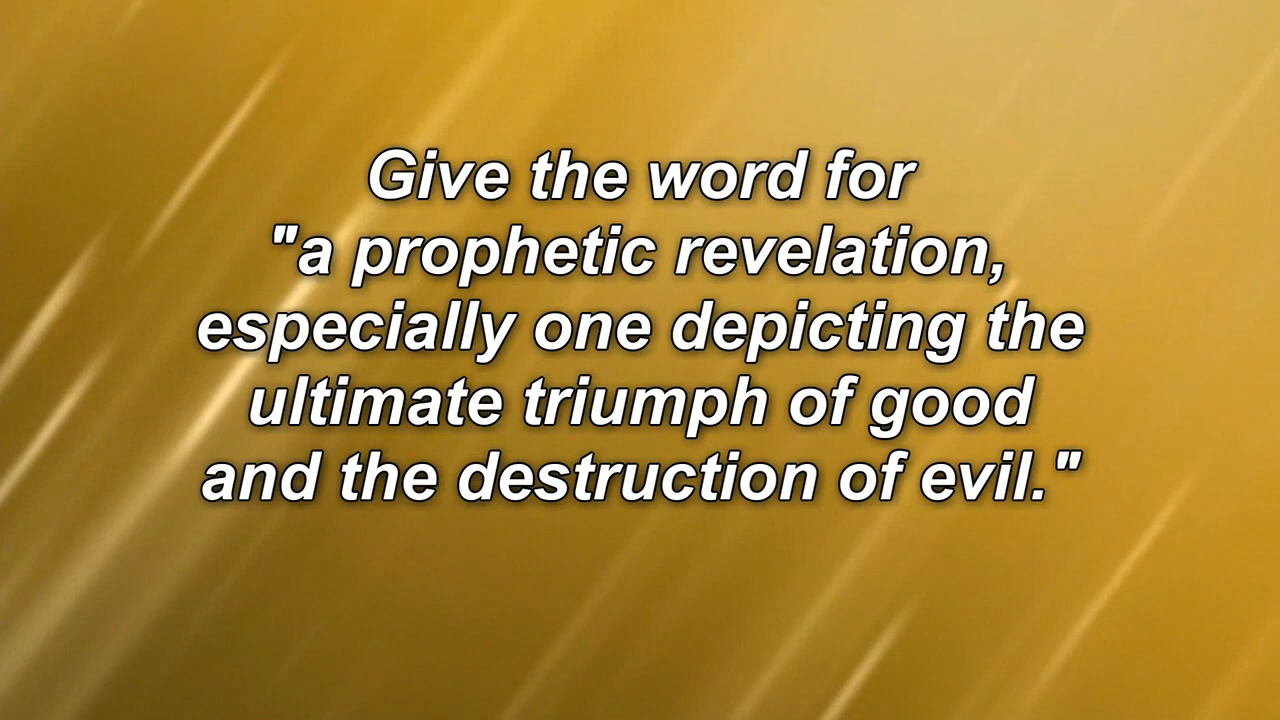 Give the word for
"a prophetic revelation,
especially one depicting the
ultimate triumph of good
and the destruction of evil."